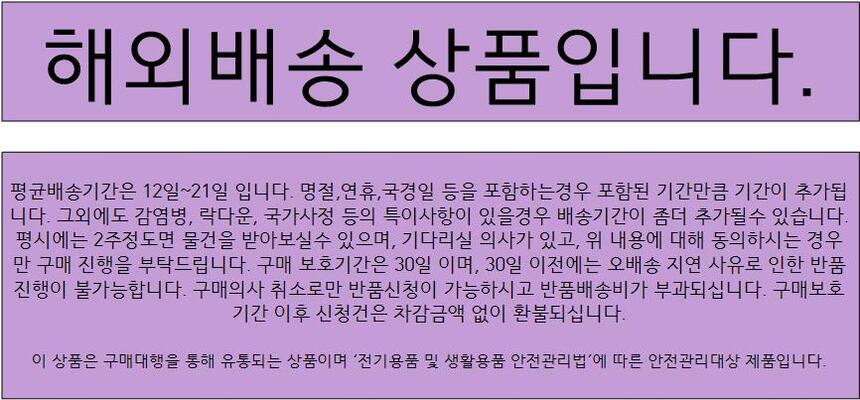 해외배송 상품입니다.
평균배송기간은 12일~21일 입니다. 명절,연휴,국경일 등을 포함하는경우 포함된 기간만큼 기간이 추가됩
니다. 그외에도 감염병, 락다운, 국가사정 등의 특이사항이 있을경우 배송기간이 좀더 추가될수 있습니다.
평시에는 2주정도면 물건을 받아보실수 있으며, 기다리실 의사가 있고, 위 내용에 대해 동의하시는 경우
만 구매 진행을 부탁드립니다. 구매 보호기간은 30일 이며, 30일 이전에는 오배송 지연 사유로 인한 반품
진행이 불가능합니다. 구매의사 취소로만 반품신청이 가능하시고 반품배송비가 부과되십니다. 구매보호
기간 이후 신청건은 차감금액 없이 환불되십니다.
이 상품은 구매대행을 통해 유통되는 상품이며 ‘전기용품 및 생활용품 안전관리법’에 따른 안전관리대상 제품입니다.